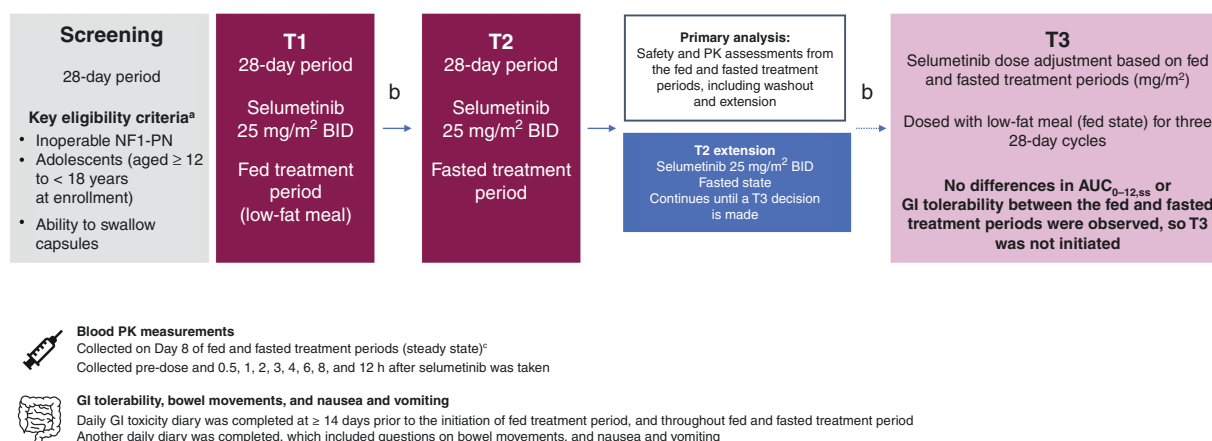 Screening
28-day period
Key eligibility criteriaᵃ
• Inoperable NF1-PN
• Adolescents (aged ≥ 12
to < 18 years
at enrollment)
• Ability to swallow
capsules
T1
28-day period
Selumetinib
25 mg/m² BID
Fed treatment
period
(low-fat meal)
b
T2
28-day period
Selumetinib
25 mg/m² BID
Fasted treatment
period
Primary analysis:
Safety and PK assessments from
the fed and fasted treatment
periods, including washout
and extension
T2 extension
Selumetinib 25 mg/m² BID
Fasted state
Continues until a T3 decision
is made
b
T3
Selumetinib dose adjustment based on fed
and fasted treatment periods (mg/m²)
Dosed with low-fat meal (fed state) for three
28-day cycles
No differences in AUC₀₋₁₂,ₛₛ or
GI tolerability between the fed and fasted
treatment periods were observed, so T3
was not initiated
Blood PK measurements
Collected on Day 8 of fed and fasted treatment periods (steady state)ᶜ
Collected pre-dose and 0.5, 1, 2, 3, 4, 6, 8, and 12 h after selumetinib was taken
GI tolerability, bowel movements, and nausea and vomiting
Daily GI toxicity diary was completed at ≥ 14 days prior to the initiation of fed treatment period, and throughout fed and fasted treatment period
Another daily diary was completed, which included questions on bowel movements, and nausea and vomiting